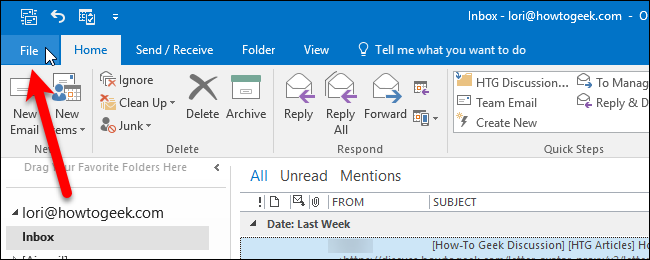 Inbox - lori@howtogeek.com - O
File Home Send / Receive Folder View Tell me what you want to do
New Email
New Items
Ignore
Clean Up
Junk
Delete
Archive
Reply
Reply All
Forward
HTG Discussion...
Team Email
Create New
To Manag
Reply & D
Delete
Respond
Quick Steps
Drag Your Favorite Folders Here
lori@howtogeek.com
Inbox
All Unread Mentions
FROM SUBJECT
Date: Last Week
[How-To Geek Discussion] [HTG Articles] Ho